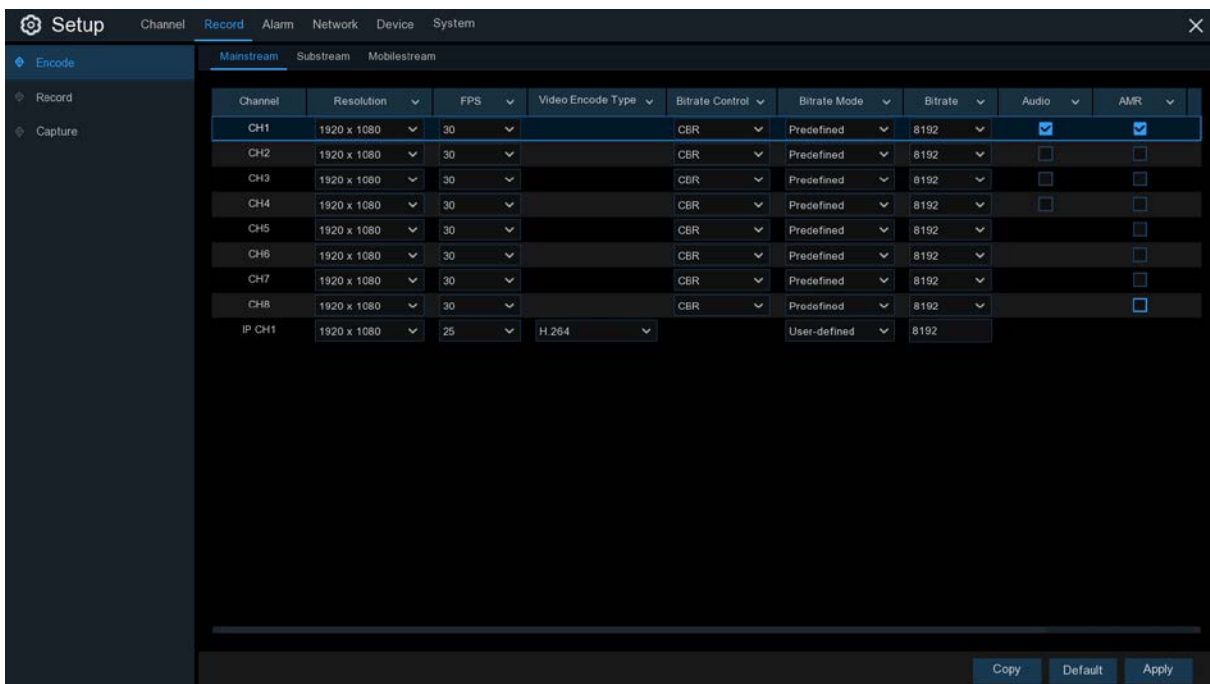 Setup Channel Record Alarm Network Device System
Encode
Record
Capture
Mainstream Substream Mobilestream
Channel Resolution FPS Video Encode Type Bitrate Control Bitrate Mode Bitrate Audio AMR
CH1 1920 x 1080 30 CBR Predefined 8192
CH2 1920 x 1080 30 CBR Predefined 8192
CH3 1920 x 1080 30 CBR Predefined 8192
CH4 1920 x 1080 30 CBR Predefined 8192
CH5 1920 x 1080 30 CBR Predefined 8192
CH6 1920 x 1080 30 CBR Predefined 8192
CH7 1920 x 1080 30 CBR Predefined 8192
CH8 1920 x 1080 30 CBR Predefined 8192
IP CH1 1920 x 1080 25 H.264 User-defined 8192
Copy Default Apply